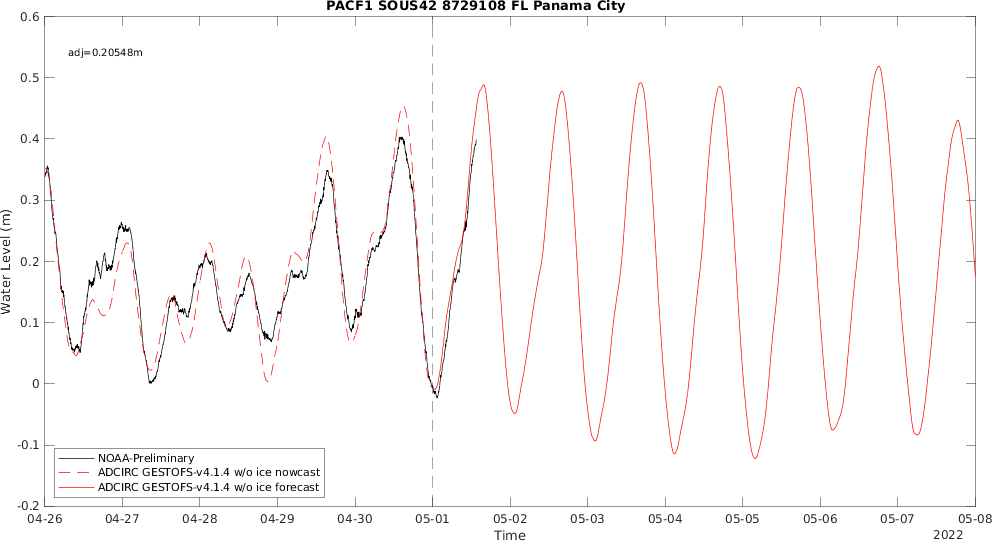 PACF1 SOUS42 8729108 FL Panama City
adj=0.20548m
Water Level (m)
0.6
0.5
0.4
0.3
0.2
0.1
0
-0.1
-0.2
NOAA-Preliminary
ADCIRC GESTOFS-v4.1.4 w/o ice nowcast
ADCIRC GESTOFS-v4.1.4 w/o ice forecast
04-26 04-27 04-28 04-29 04-30 05-01 05-02 05-03 05-04 05-05 05-06 05-07 05-08
Time
2022